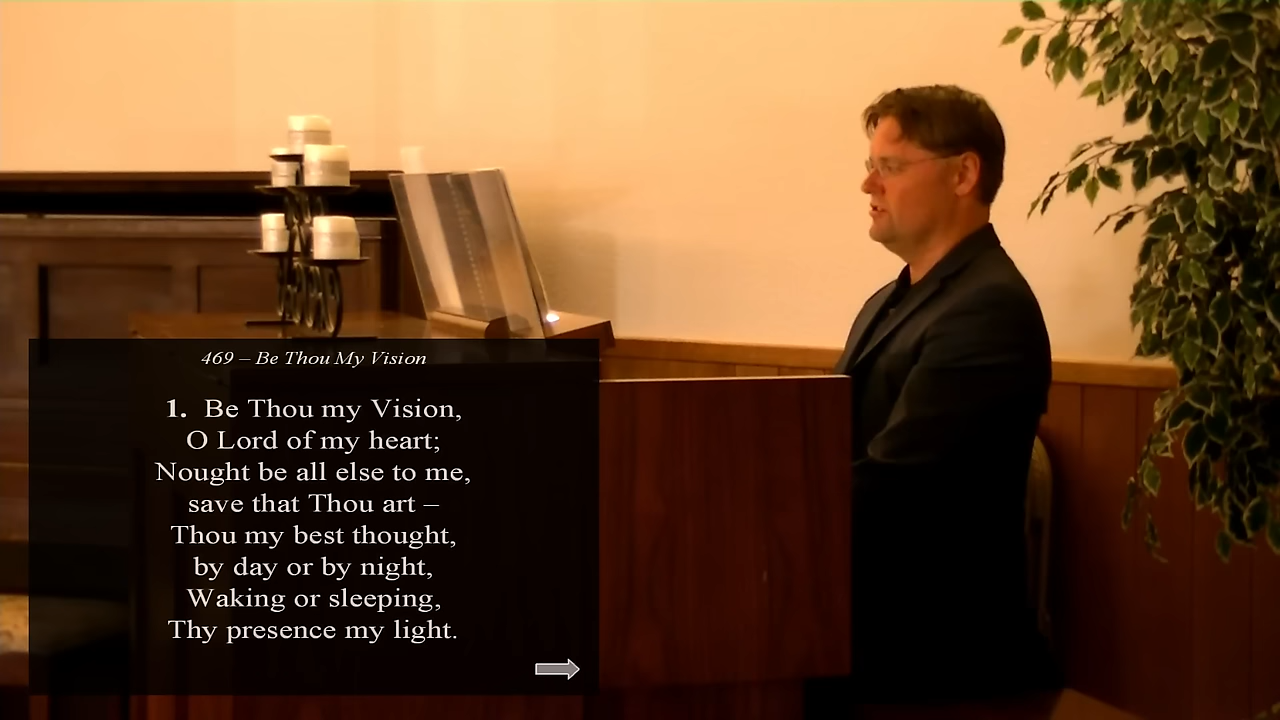 469 – Be Thou My Vision
1. Be Thou my Vision,
O Lord of my heart;
Nought be all else to me,
save that Thou art –
Thou my best thought,
by day or by night,
Waking or sleeping,
Thy presence my light.